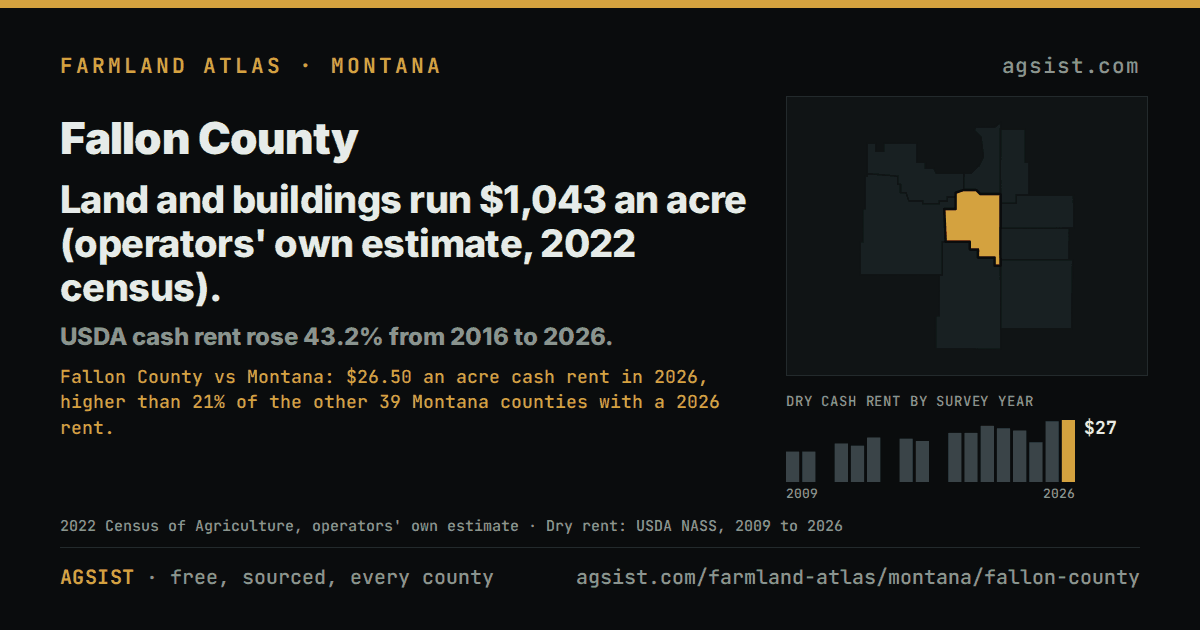 FARMLAND ATLAS · MONTANA
agsist.com
Fallon County
Land and buildings run $1,043 an acre
(operators' own estimate, 2022
census).
USDA cash rent rose 43.2% from 2016 to 2026.
Fallon County vs Montana: $26.50 an acre cash rent in 2026,
higher than 21% of the other 39 Montana counties with a 2026
rent.
DRY CASH RENT BY SURVEY YEAR
$27
2009
2026
2022 Census of Agriculture, operators' own estimate · Dry rent: USDA NASS, 2009 to 2026
AGSIST · free, sourced, every county
agsist.com/farmland-atlas/montana/fallon-county